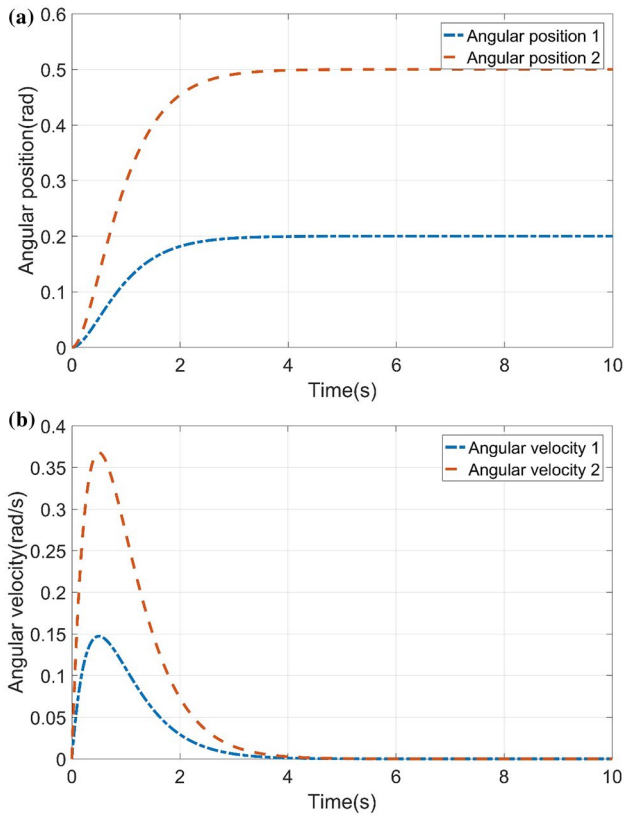 (a)
0.6
0.5
0.4
0.3
0.2
0.1
0
Angular position(rad)
Angular position 1
Angular position 2
0 2 4 6 8 10
Time(s)
(b)
0.4
0.35
0.3
0.25
0.2
0.15
0.1
0.05
0
Angular velocity(rad/s)
Angular velocity 1
Angular velocity 2
0 2 4 6 8 10
Time(s)